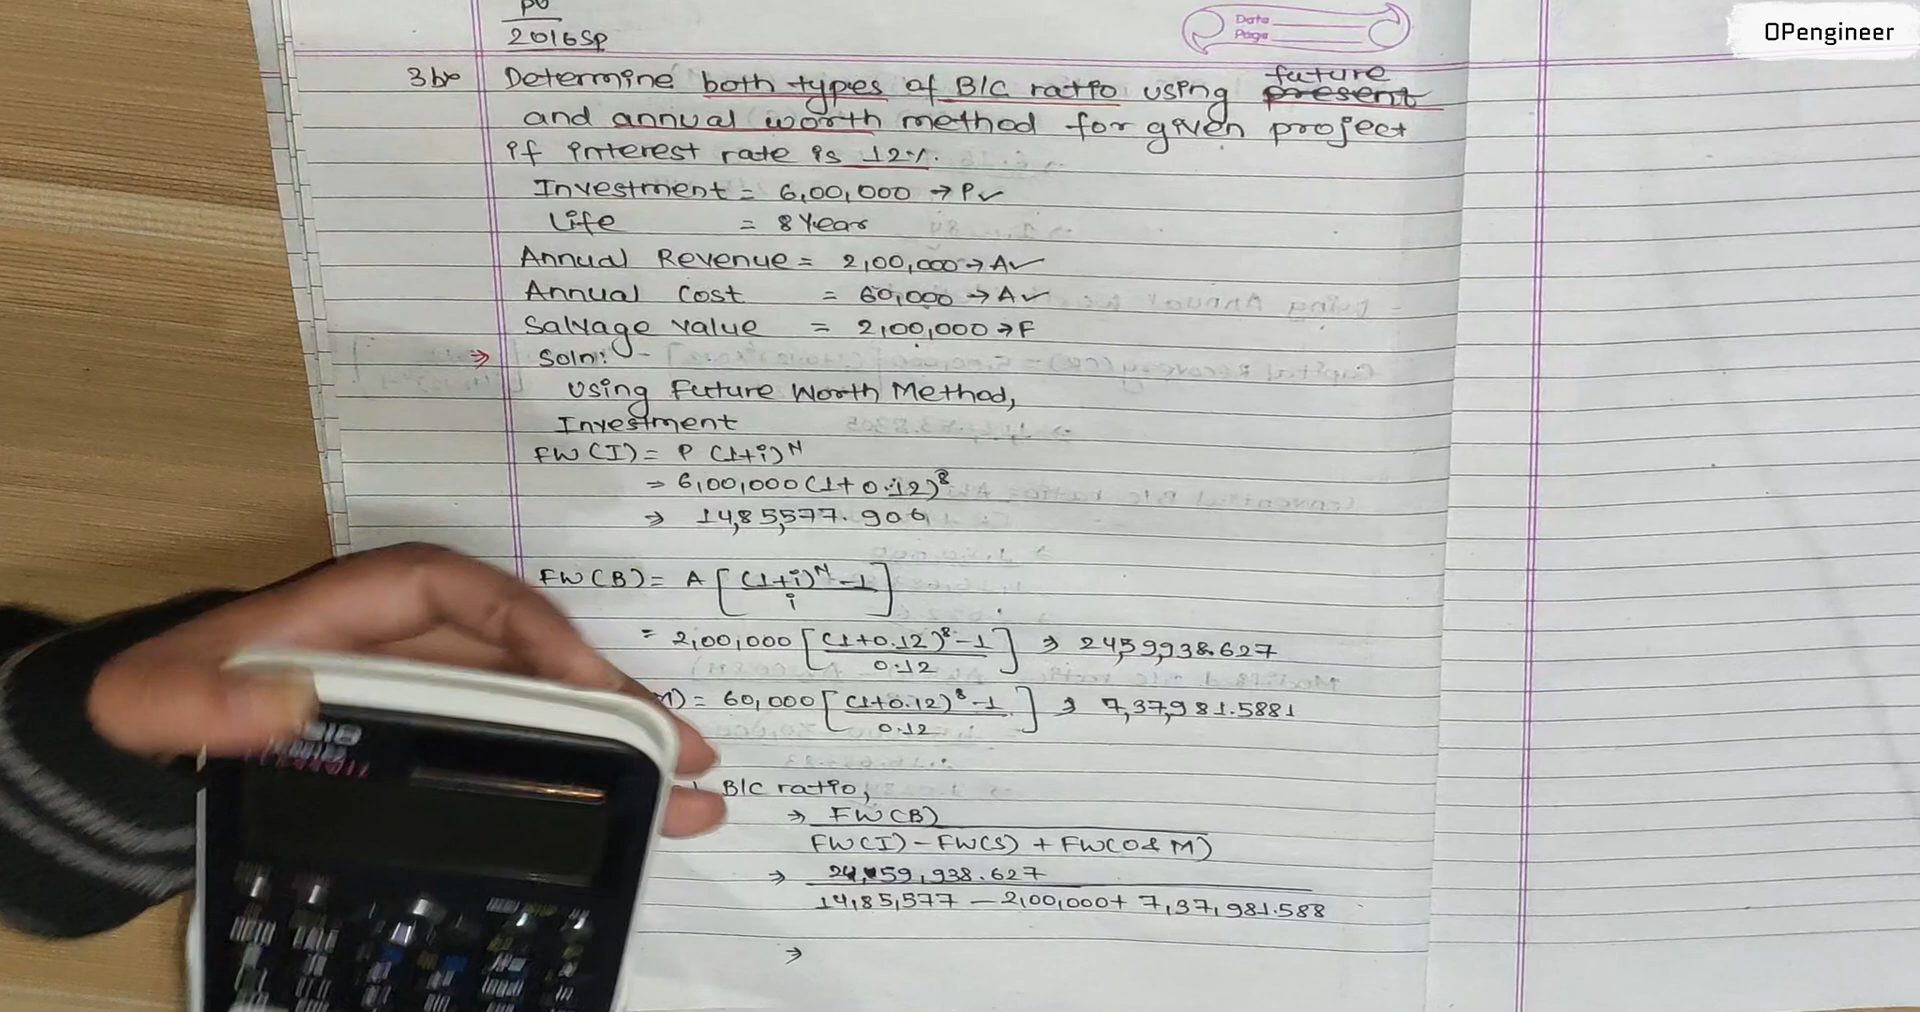 PU
2016SP
Date
Page
OPengineer
3 b. Determine both types of B/C ratio using present future
and annual worth method for given project
if interest rate is 12%.
Investment = 6,00,000 → P✓
Life = 8 Year
Annual Revenue = 2,00,000 → A✓
Annual Cost = 60,000 → A✓
Salvage value = 2,00,000 → F
⇒ Soln: -
Using Future Worth Method,
Investment
FW (I) = P (1+i)^N
= 6,00,000 (1+0.12)^8
⇒ 14,85,577.906
FW (B) = A [ (1+i)^N - 1 / i ]
= 2,00,000 [ (1+0.12)^8 - 1 / 0.12 ] ⇒ 24,59,938.627
M) = 60,000 [ (1+0.12)^8 - 1 / 0.12 ] ⇒ 7,37,981.5881
B/C ratio,
⇒ FW (B)
FW (I) - FW(S) + FW (O & M)
⇒ 24,59,938.627
14,85,577 - 2,00,000 + 7,37,981.588
⇒